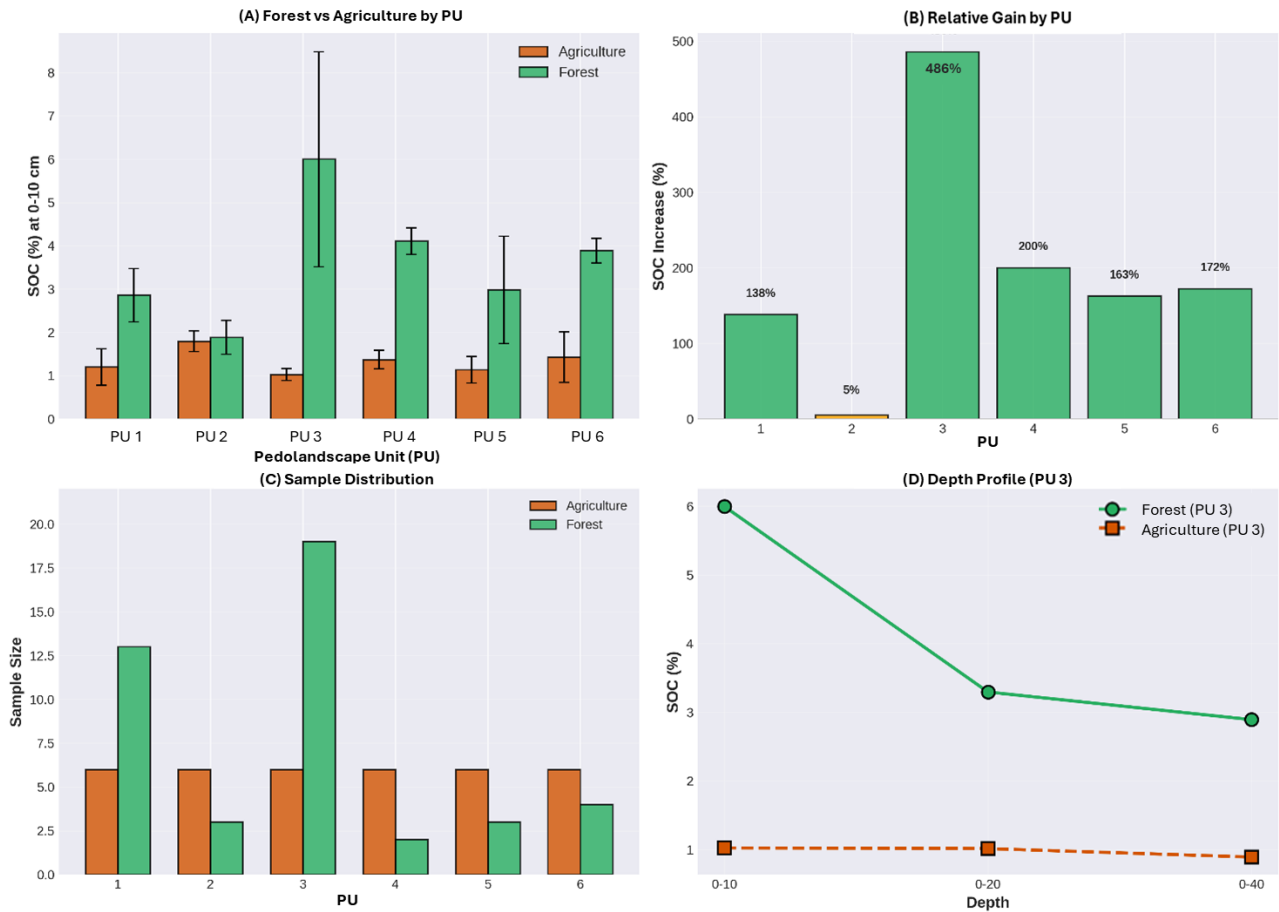 (A) Forest vs Agriculture by PU
Agriculture
Forest
SOC (%) at 0-10 cm
8
7
6
5
4
3
2
1
0
PU 1 PU 2 PU 3 PU 4 PU 5 PU 6
Pedolandscape Unit (PU)
(B) Relative Gain by PU
SOC Increase (%)
500
400
300
200
100
0
138%
5%
486%
200%
163%
172%
1 2 3 4 5 6
PU
(C) Sample Distribution
Agriculture
Forest
Sample Size
20.0
17.5
15.0
12.5
10.0
7.5
5.0
2.5
0.0
1 2 3 4 5 6
PU
(D) Depth Profile (PU 3)
Forest (PU 3)
Agriculture (PU 3)
SOC (%)
6
5
4
3
2
1
0-10 0-20 0-40
Depth